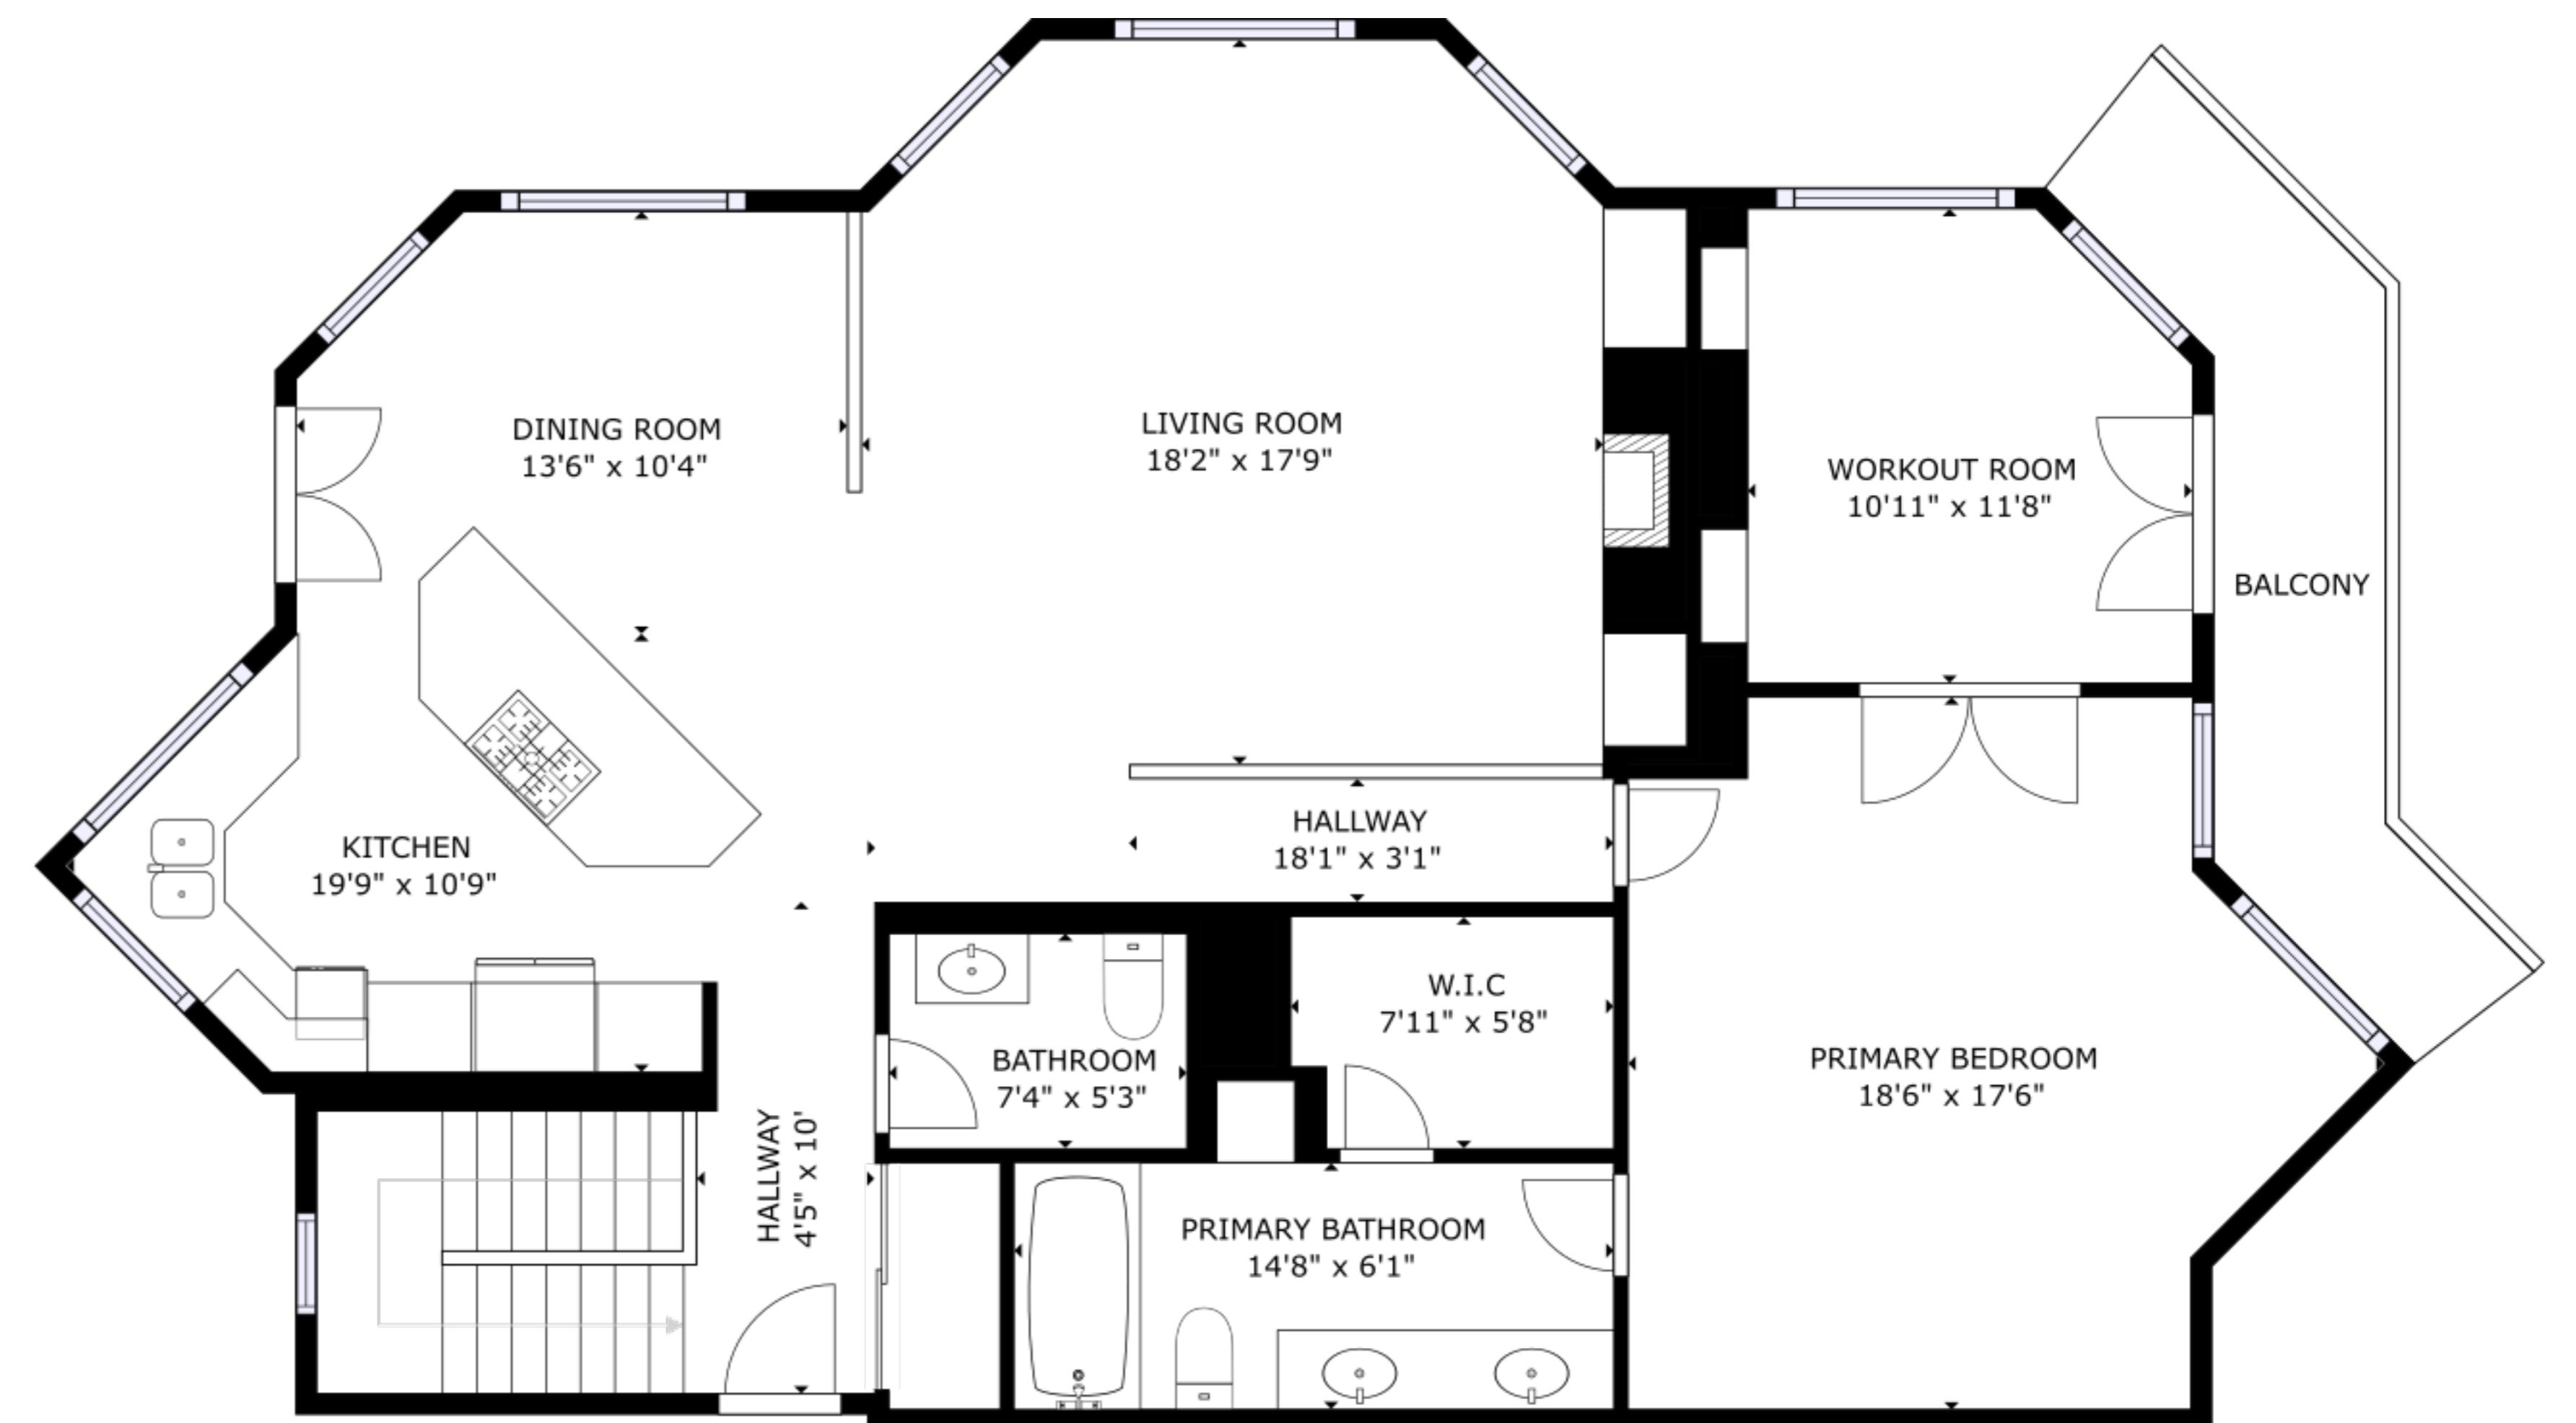 DINING ROOM
13'6" x 10'4"
LIVING ROOM
18'2" x 17'9"
WORKOUT ROOM
10'11" x 11'8"
BALCONY
KITCHEN
19'9" x 10'9"
HALLWAY
18'1" x 3'1"
W.I.C
7'11" x 5'8"
BATHROOM
7'4" x 5'3"
PRIMARY BEDROOM
18'6" x 17'6"
HALLWAY
4'5" x 10'
PRIMARY BATHROOM
14'8" x 6'1"